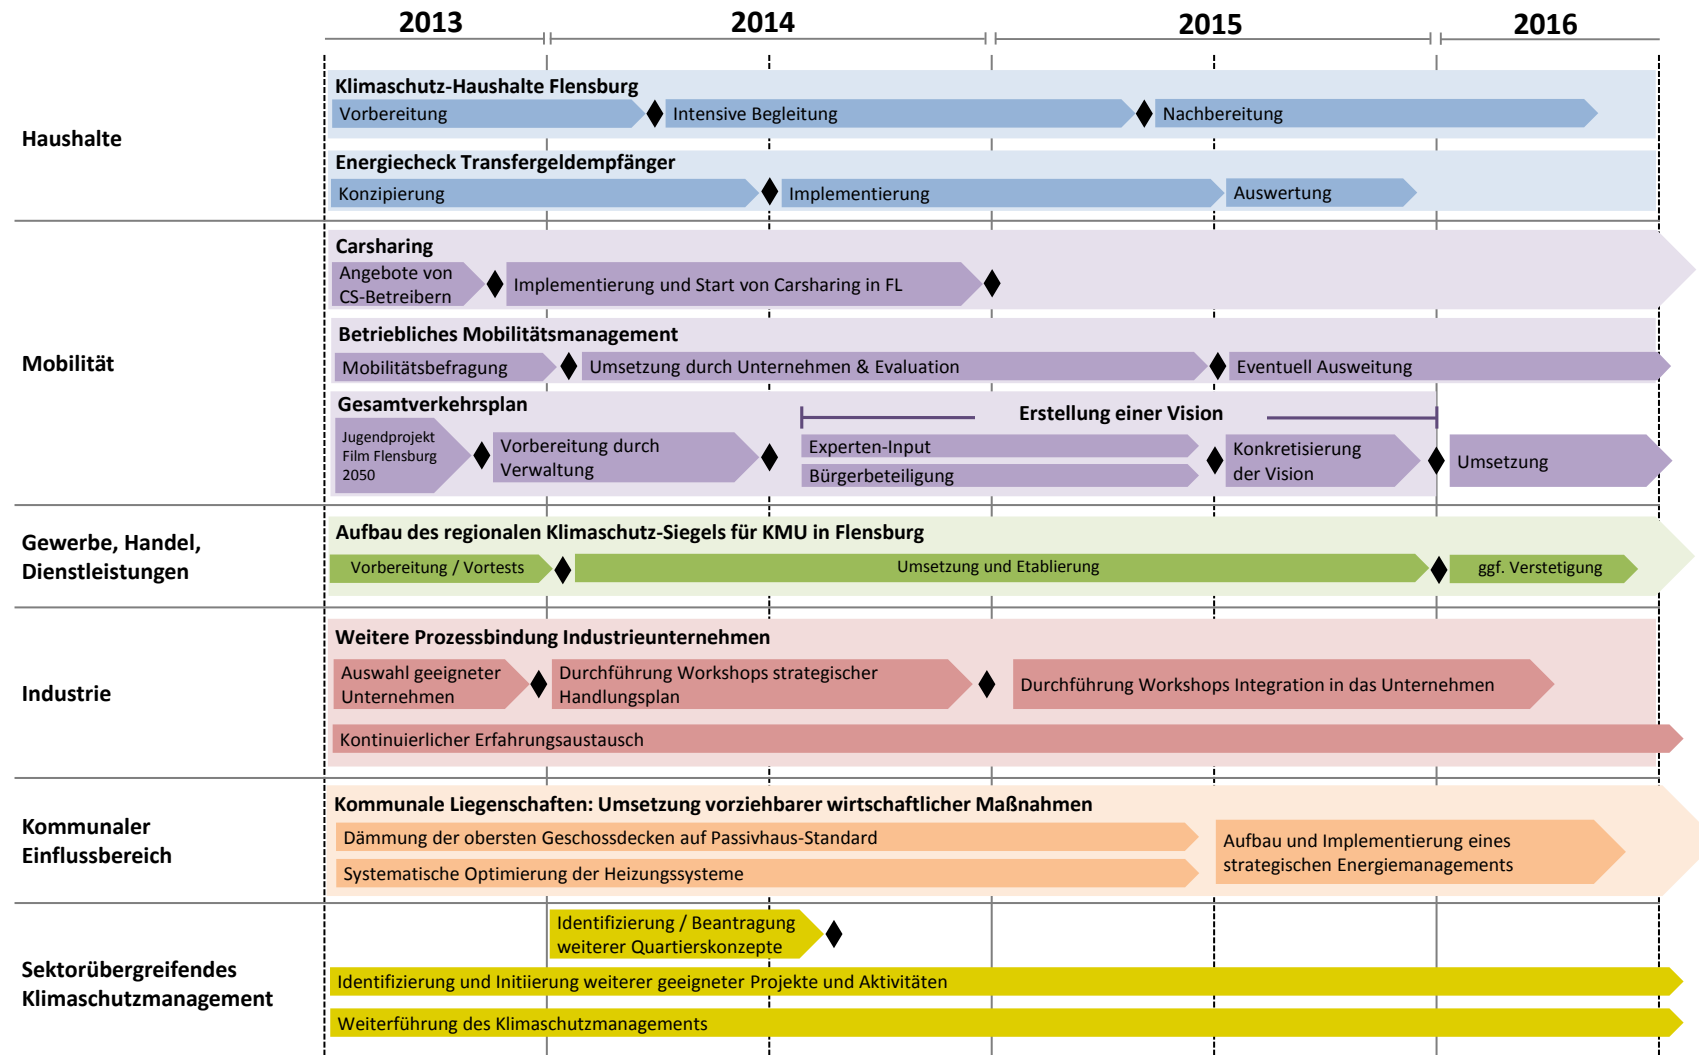 2013
2014
2015
2016
Haushalte
Klimaschutz-Haushalte Flensburg
Vorbereitung
Intensive Begleitung
Nachbereitung
Energiecheck Transfergeldempfänger
Konzipierung
Implementierung
Auswertung
Mobilität
Carsharing
Angebote von
CS-Betreibern
Implementierung und Start von Carsharing in FL
Betriebliches Mobilitätsmanagement
Mobilitätsbefragung
Umsetzung durch Unternehmen & Evaluation
Eventuell Ausweitung
Gesamtverkehrsplan
Erstellung einer Vision
Jugendprojekt
Film Flensburg
2050
Vorbereitung durch
Verwaltung
Experten-Input
Bürgerbeteiligung
Konkretisierung
der Vision
Umsetzung
Gewerbe, Handel,
Dienstleistungen
Aufbau des regionalen Klimaschutz-Siegels für KMU in Flensburg
Vorbereitung / Vortests
Umsetzung und Etablierung
ggf. Verstetigung
Industrie
Weitere Prozessbindung Industrieunternehmen
Auswahl geeigneter
Unternehmen
Durchführung Workshops strategischer
Handlungsplan
Durchführung Workshops Integration in das Unternehmen
Kontinuierlicher Erfahrungsaustausch
Kommunaler
Einflussbereich
Kommunale Liegenschaften: Umsetzung vorziehbarer wirtschaftlicher Maßnahmen
Dämmung der obersten Geschossdecken auf Passivhaus-Standard
Systematische Optimierung der Heizungssysteme
Aufbau und Implementierung eines
strategischen Energiemanagements
Sektorübergreifendes
Klimaschutzmanagement
Identifizierung / Beantragung
weiterer Quartierskonzepte
Identifizierung und Initiierung weiterer geeigneter Projekte und Aktivitäten
Weiterführung des Klimaschutzmanagements